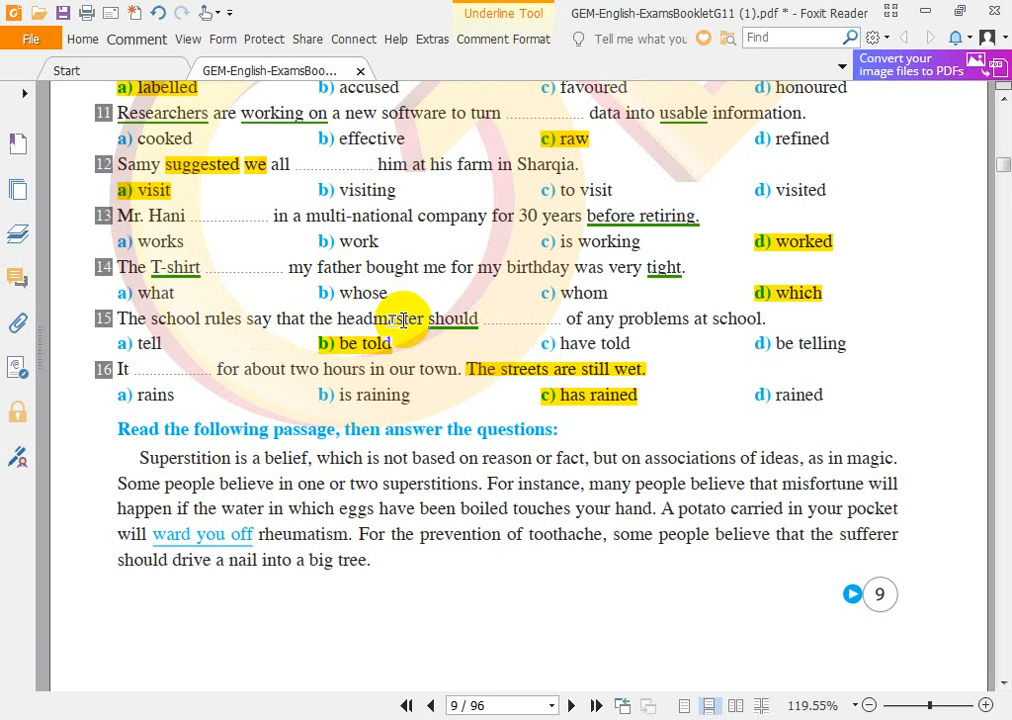 Underline Tool
GEM-English-ExamsBookletG11 (1).pdf * - Foxit Reader
File Home Comment View Form Protect Share Connect Help Extras Comment Format Tell me what you Find
Start GEM-English-ExamsBoo... Convert your image files to PDFs
a) labelled b) accused c) favoured d) honoured
11 Researchers are working on a new software to turn ................ data into usable information.
a) cooked b) effective c) raw d) refined
12 Samy suggested we all ................ him at his farm in Sharqia.
a) visit b) visiting c) to visit d) visited
13 Mr. Hani ................ in a multi-national company for 30 years before retiring.
a) works b) work c) is working d) worked
14 The T-shirt ................ my father bought me for my birthday was very tight.
a) what b) whose c) whom d) which
15 The school rules say that the headmaster should ................ of any problems at school.
a) tell b) be told c) have told d) be telling
16 It ................ for about two hours in our town. The streets are still wet.
a) rains b) is raining c) has rained d) rained
Read the following passage, then answer the questions:
Superstition is a belief, which is not based on reason or fact, but on associations of ideas, as in magic.
Some people believe in one or two superstitions. For instance, many people believe that misfortune will
happen if the water in which eggs have been boiled touches your hand. A potato carried in your pocket
will ward you off rheumatism. For the prevention of toothache, some people believe that the sufferer
should drive a nail into a big tree.
9
9 / 96 119.55%